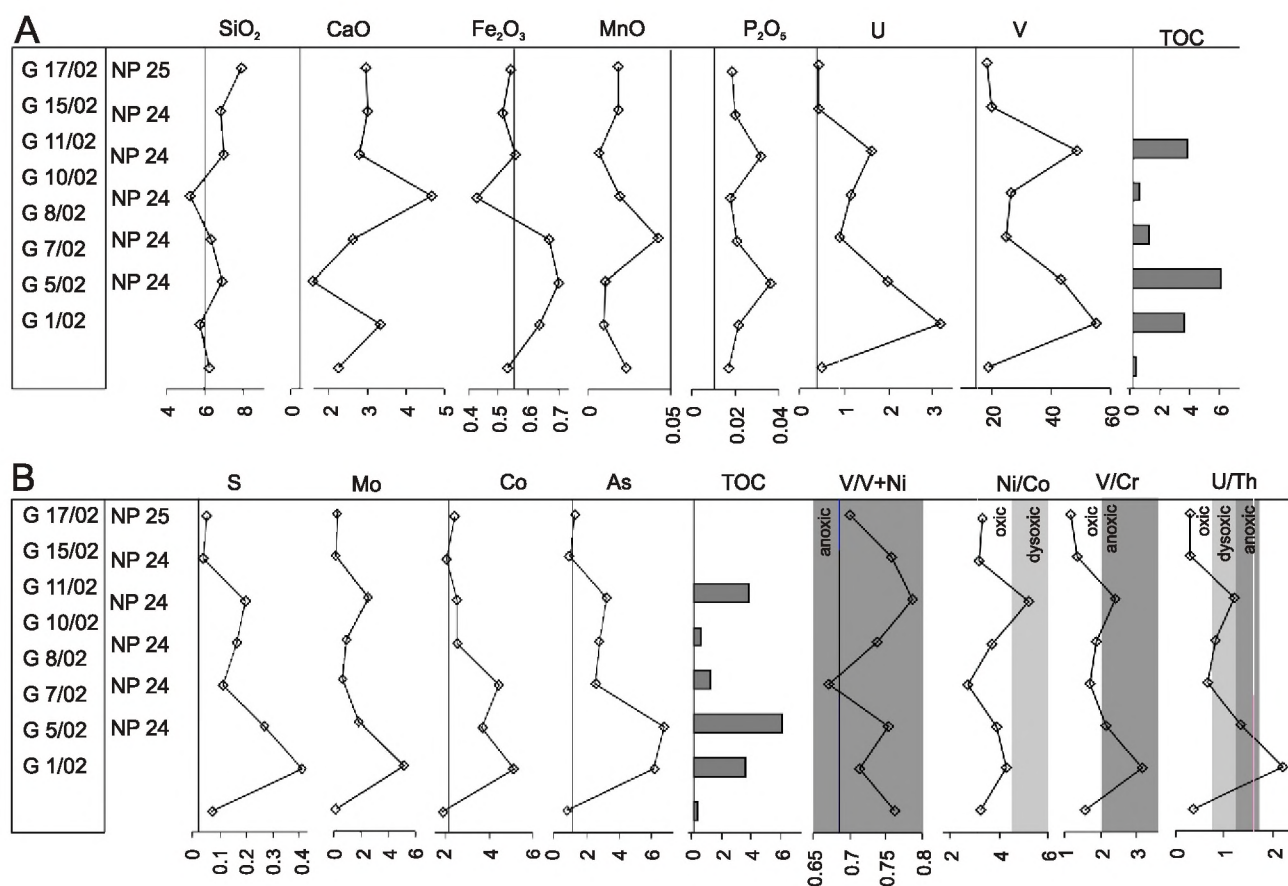 A
SiO₂ CaO Fe₂O₃ MnO P₂O₅ U V TOC
G 17/02 NP 25
G 15/02 NP 24
G 11/02 NP 24
G 10/02 NP 24
G 8/02 NP 24
G 7/02 NP 24
G 5/02
G 1/02
4 6 8 0 1 3 5 0.4 0.5 0.6 0.7 0 0.05 0 0.02 0.04 0 1 2 3 20 40 60 0 2 4 6
B
S Mo Co As TOC V/V+Ni Ni/Co V/Cr U/Th
anoxic oxic dysoxic oxic anoxic oxic dysoxic anoxic
G 17/02 NP 25
G 15/02 NP 24
G 11/02 NP 24
G 10/02 NP 24
G 8/02 NP 24
G 7/02 NP 24
G 5/02
G 1/02
0 0.1 0.2 0.3 0.4 0 2 4 6 2 4 6 0 2 4 6 0 2 4 6 0.65 0.7 0.8 2 4 6 1 2 3 0 1 2